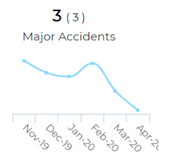 3 (3)
Major Accidents
Nov-19
Dec-19
Jan-20
Feb-20
Mar-20
Apr-2